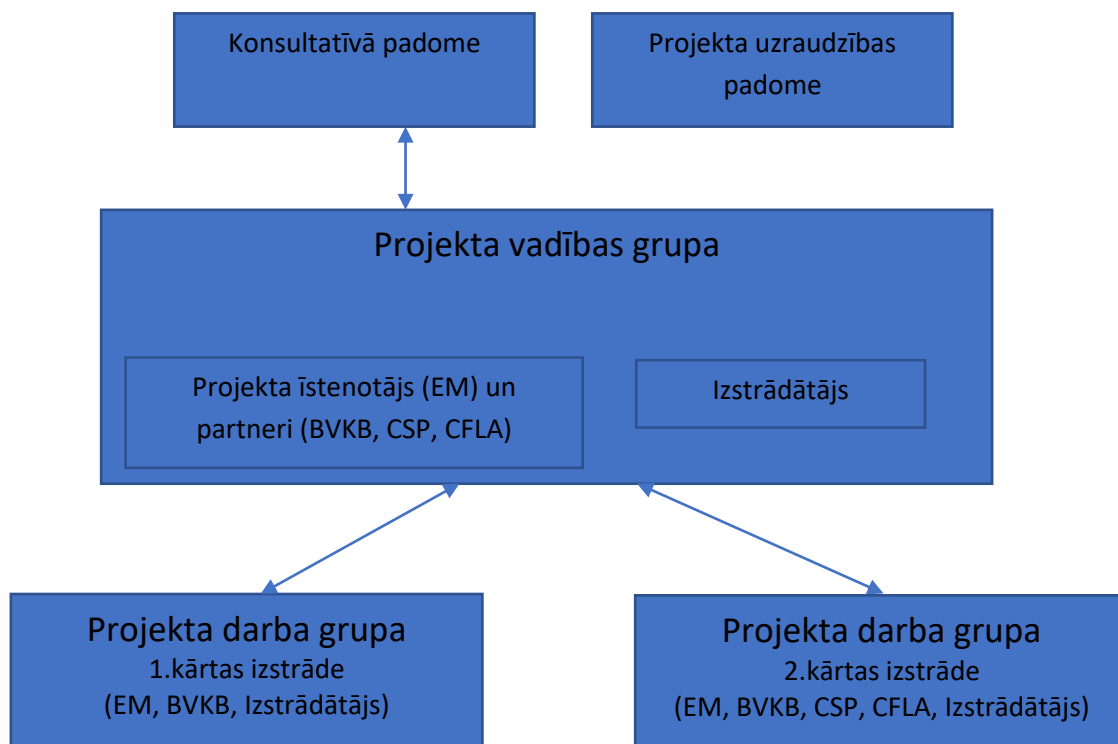 Konsultatīvā padome
Projekta uzraudzības
padome
Projekta vadības grupa
Projekta īstenotājs (EM) un
partneri (BVKB, CSP, CFLA)
Izstrādātājs
Projekta darba grupa
1.kārtas izstrāde
(EM, BVKB, Izstrādātājs)
Projekta darba grupa
2.kārtas izstrāde
(EM, BVKB, CSP, CFLA, Izstrādātājs)